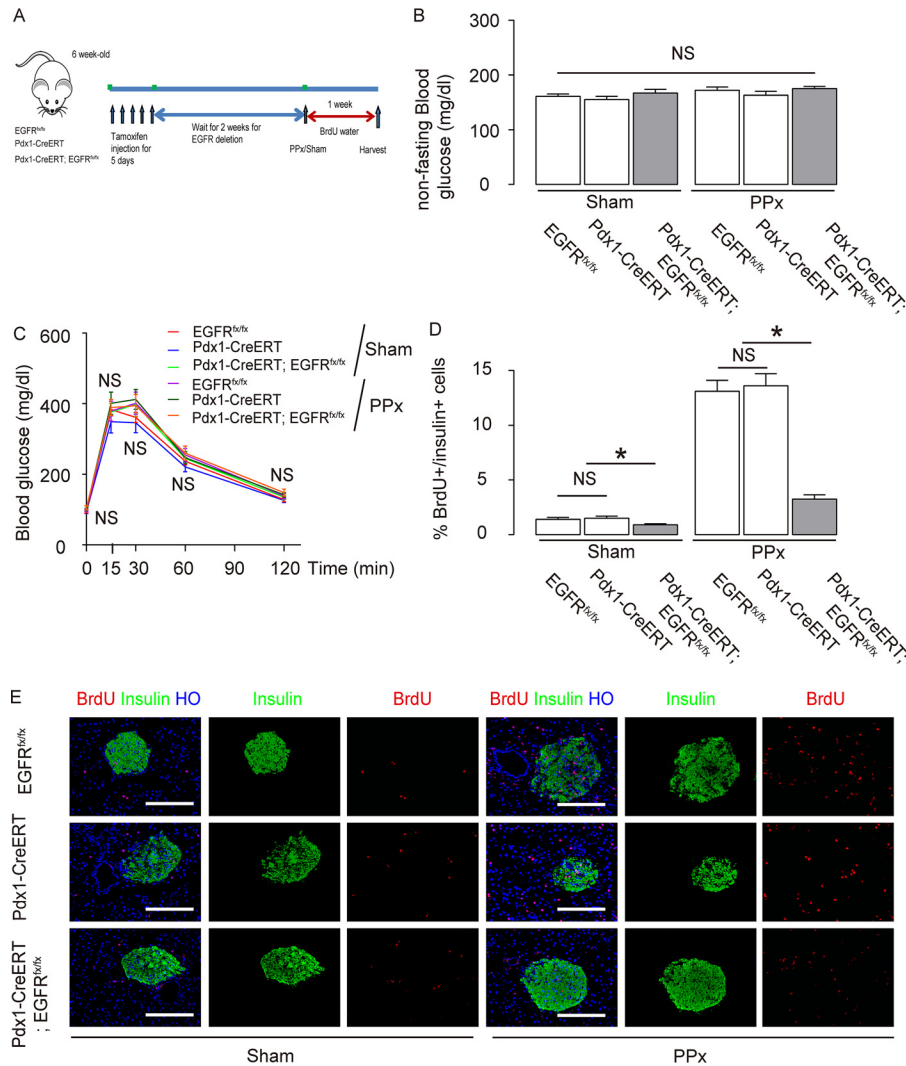 A
6 week-old
EGFRfx/fx
Pdx1-CreERT
Pdx1-CreERT; EGFRfx/fx
Tamoxifen
injection for
5 days
Wait for 2 weeks for
EGFR deletion
1 week
BrdU water
PPx/Sham
Harvest
B
non-fasting Blood
glucose (mg/dl)
300
200
100
0
NS
Sham
PPx
EGFRfx/fx
Pdx1-CreERT
Pdx1-CreERT;
EGFRfx/fx
EGFRfx/fx
Pdx1-CreERT
Pdx1-CreERT;
EGFRfx/fx
C
Blood glucose (mg/dl)
600
400
200
0
EGFRfx/fx
Pdx1-CreERT
Pdx1-CreERT; EGFRfx/fx
Sham
EGFRfx/fx
Pdx1-CreERT
Pdx1-CreERT; EGFRfx/fx
PPx
NS
NS
NS
NS
NS
0 15 30 60 90 120 Time (min)
D
% BrdU+/insulin+ cells
15
10
5
0
NS
*
NS
*
Sham
PPx
EGFRfx/fx
Pdx1-CreERT
Pdx1-CreERT;
EGFRfx/fx
EGFRfx/fx
Pdx1-CreERT
Pdx1-CreERT;
EGFRfx/fx
E
BrdU Insulin HO Insulin BrdU BrdU Insulin HO Insulin BrdU
EGFRfx/fx
Pdx1-CreERT
Pdx1-CreERT
; EGFRfx/fx
Sham
PPx